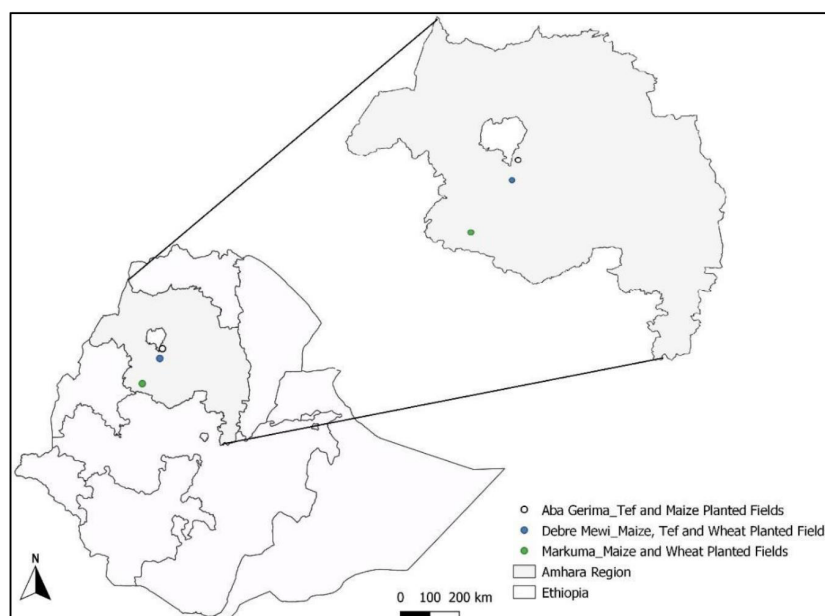 Aba Gerima_Tef and Maize Planted Fields
Debre Mewi_Maize, Tef and Wheat Planted Field
Markuma_Maize and Wheat Planted Fields
Amhara Region
Ethiopia
N
0 100 200 km